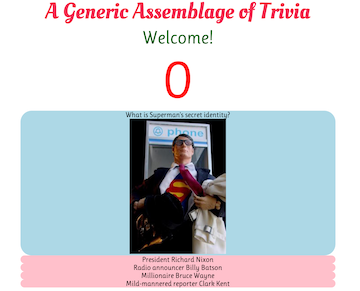 A Generic Assemblage of Trivia
Welcome!
0
What is Superman's secret identity?
phone
President Richard Nixon
Radio announcer Billy Batson
Millionaire Bruce Wayne
Mild-mannered reporter Clark Kent